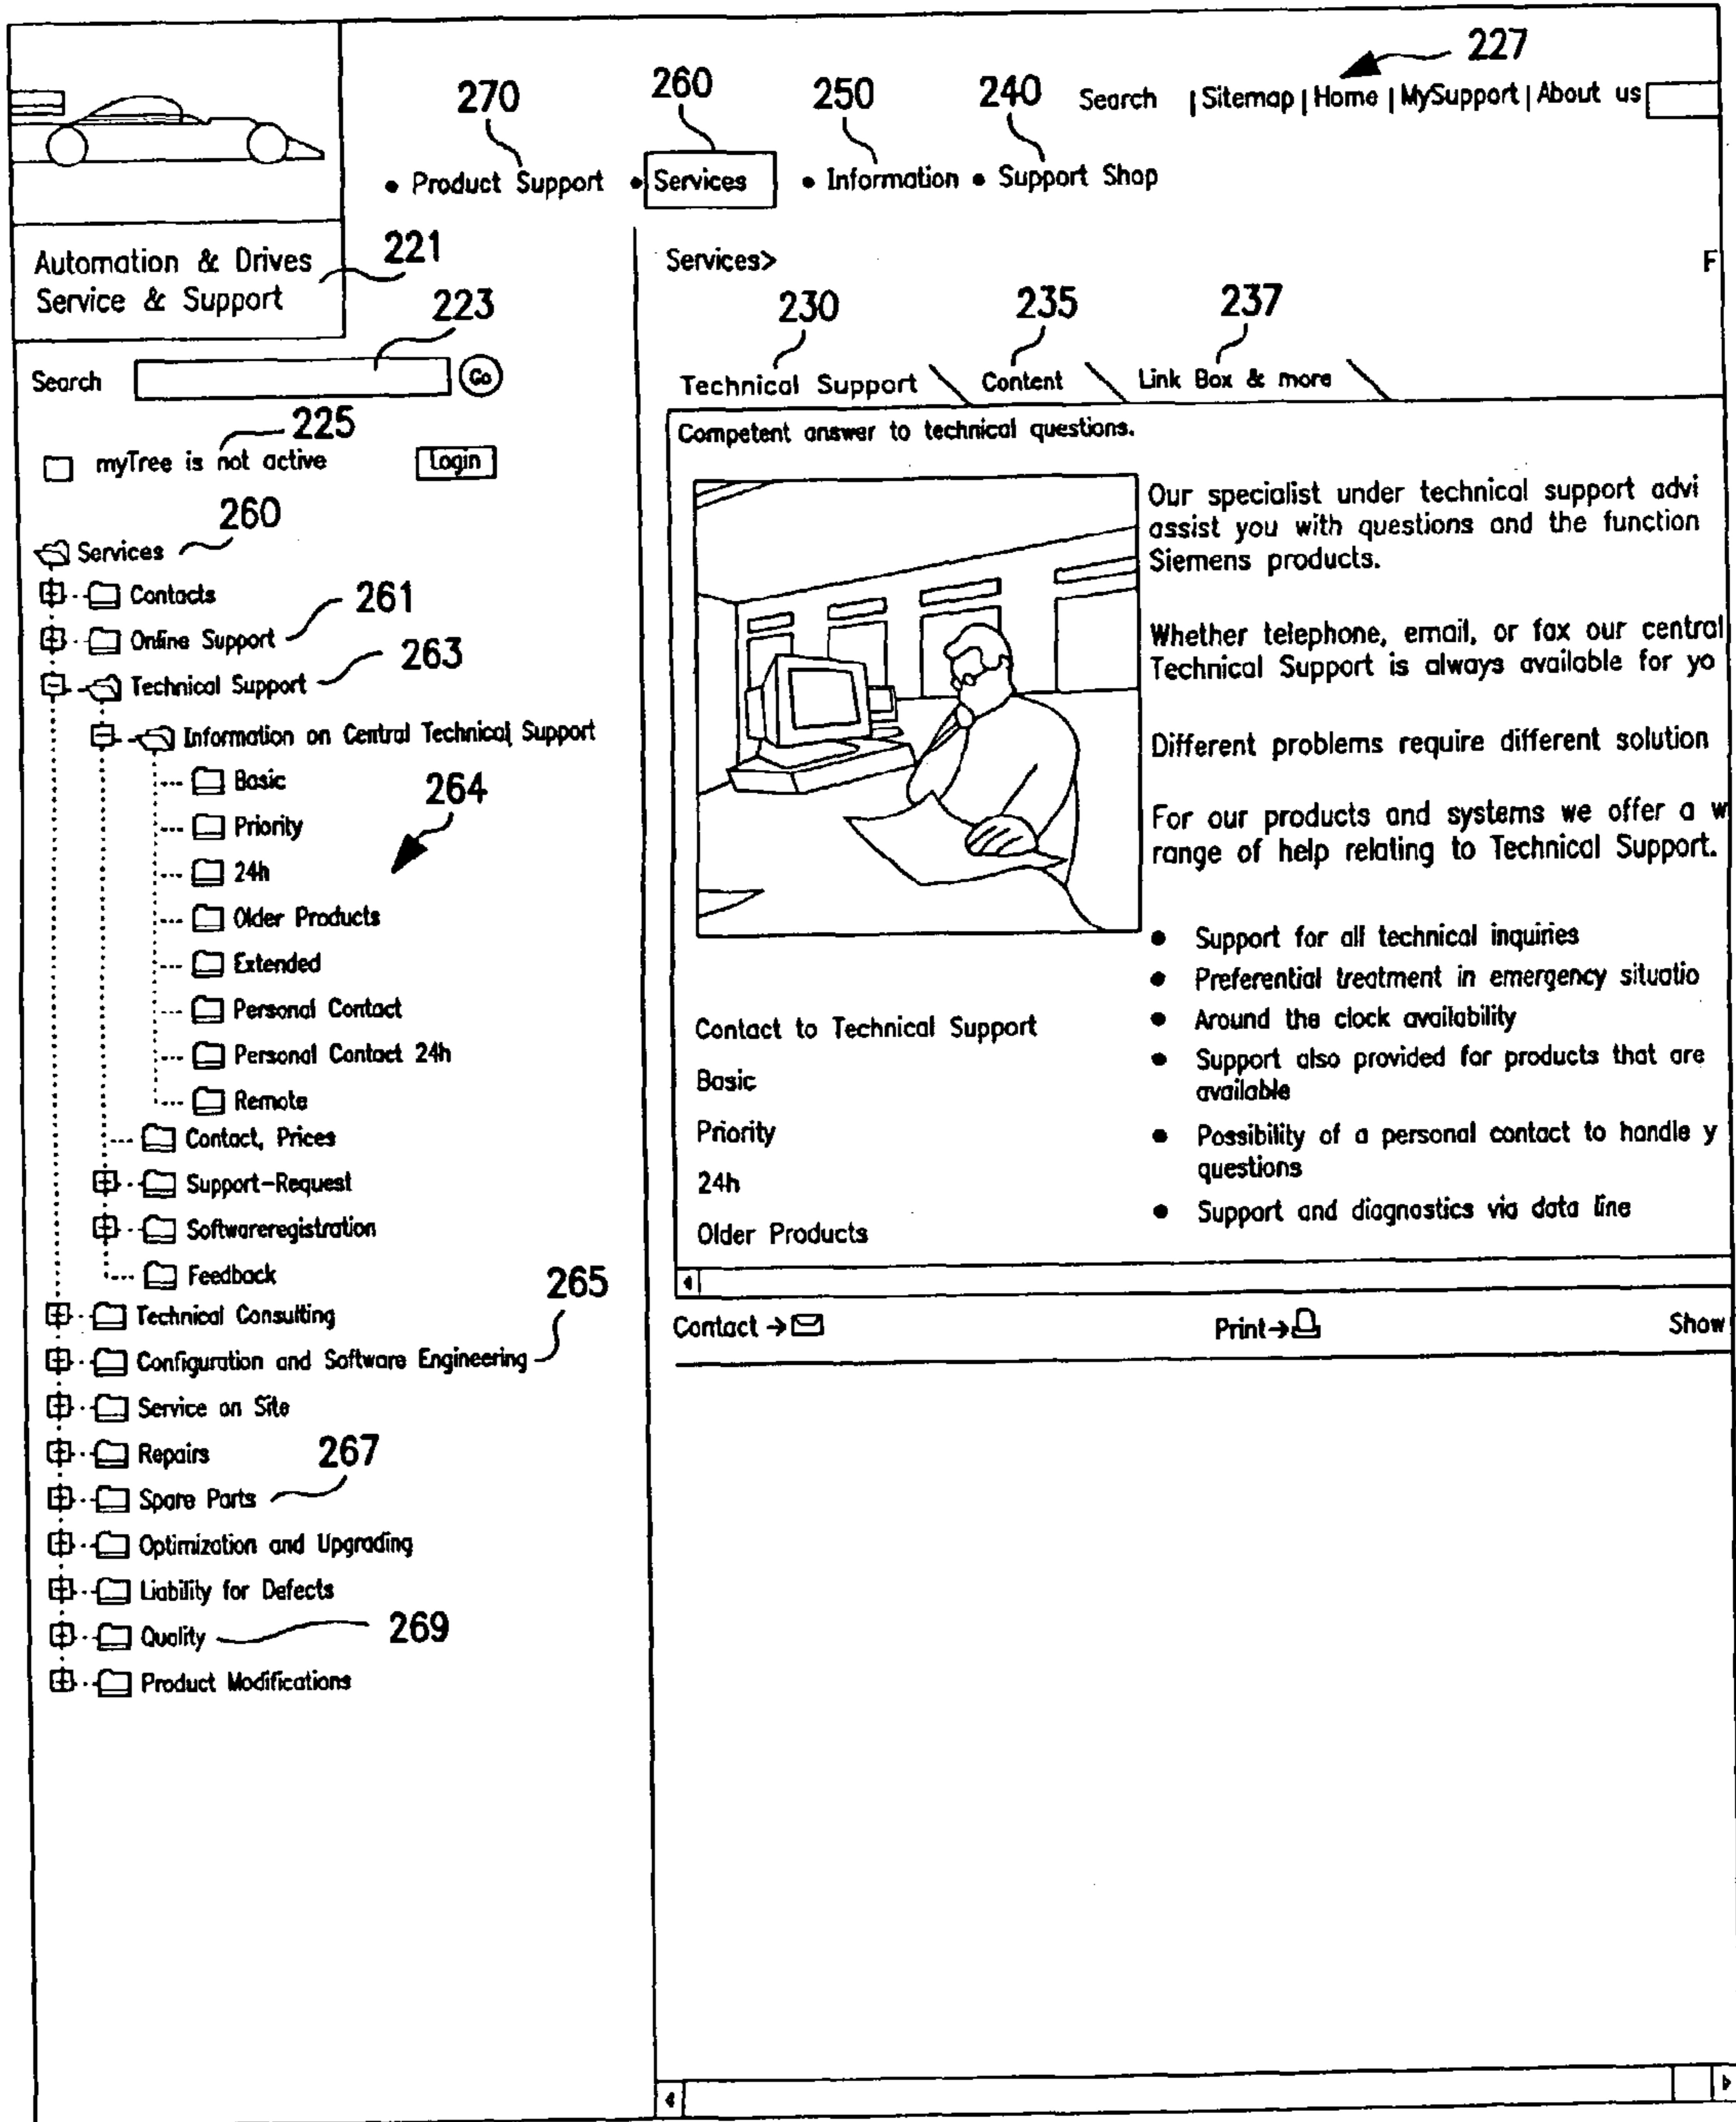 227
270
260
250
240
Search | Sitemap | Home | MySupport | About us
• Product Support • Services • Information • Support Shop
Automation & Drives
Service & Support
221
223
Search Go
225
myTree is not active Login
260
Services
Contacts
261
Online Support
263
Technical Support
Information on Central Technical Support
Basic
264
Priority
24h
Older Products
Extended
Personal Contact
Personal Contact 24h
Remote
Contact, Prices
Support-Request
Softwareregistration
Feedback
265
Technical Consulting
Configuration and Software Engineering
Service on Site
Repairs
267
Spare Parts
Optimization and Upgrading
Liability for Defects
Quality
269
Product Modifications
Services>
F
230
235
237
Technical Support Content Link Box & more
Competent answer to technical questions.
Our specialist under technical support advi
assist you with questions and the function
Siemens products.
Whether telephone, email, or fax our central
Technical Support is always available for yo
Different problems require different solution
For our products and systems we offer a w
range of help relating to Technical Support.
• Support for all technical inquiries
• Preferential treatment in emergency situatio
• Around the clock availability
• Support also provided for products that are
available
• Possibility of a personal contact to handle y
questions
• Support and diagnostics via data line
Contact to Technical Support
Basic
Priority
24h
Older Products
Contact → Print→ Show